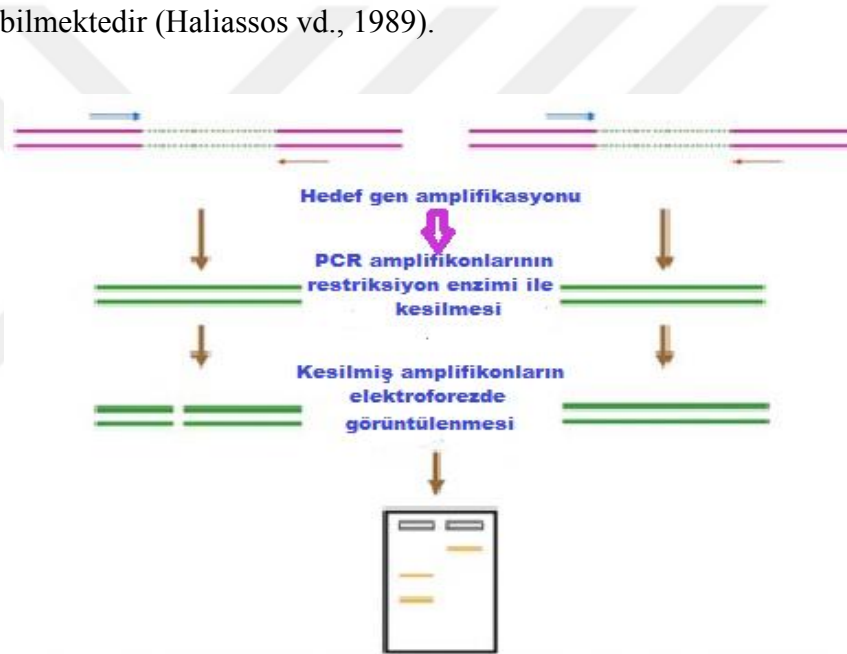 bilmektedir (Haliassos vd., 1989).
Hedef gen amplifikasyonu
PCR amplifikonlarının
restriksiyon enzimi ile
kesilmesi
Kesilmiş amplifikonların
elektroforezde
görüntülenmesi